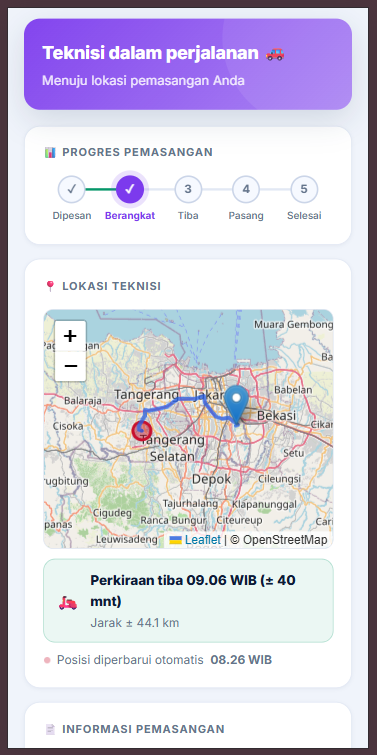 Teknisi dalam perjalanan
Menuju lokasi pemasangan Anda
PROGRES PEMASANGAN
✓ ✓ 3 4 5
Dipesan Berangkat Tiba Pasang Selesai
LOKASI TEKNISI
+
−
Muara Gembong
Tangerang
Jakar
Babelan
Balaraja
Bekasi
Cisoka
Cikar
Tangerang
Selatan
Setu
Depok
Cileungsi
rugbitung
Tajurhalang
Klapanunggal
Cigudeg
panas
Ranca Bungur
Citeureup
Cari
Leuwisadeng
Leaflet | © OpenStreetMap
Perkiraan tiba 09.06 WIB (± 40
mnt)
Jarak ± 44.1 km
Posisi diperbarui otomatis 08.26 WIB
INFORMASI PEMASANGAN